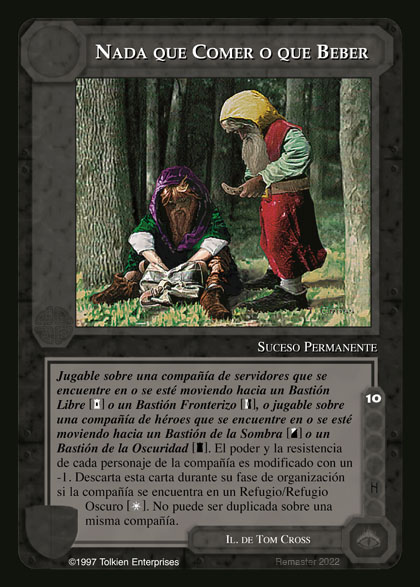 Nada que Comer o que Beber
Suceso Permanente
Jugable sobre una compañía de servidores que se
encuentre en o se esté moviendo hacia un Bastión
Libre [] o un Bastión Fronterizo [], o jugable sobre
una compañía de héroes que se encuentre en o se esté
moviendo hacia un Bastión de la Sombra [] o un
Bastión de la Oscuridad []. El poder y la resistencia
de cada personaje de la compañía es modificado con un
-1. Descarta esta carta durante su fase de organización
si la compañía se encuentra en un Refugio/Refugio
Oscuro []. No puede ser duplicada sobre una
misma compañía.
10
H
Il. de Tom Cross
©1997 Tolkien Enterprises
Remaster 2022